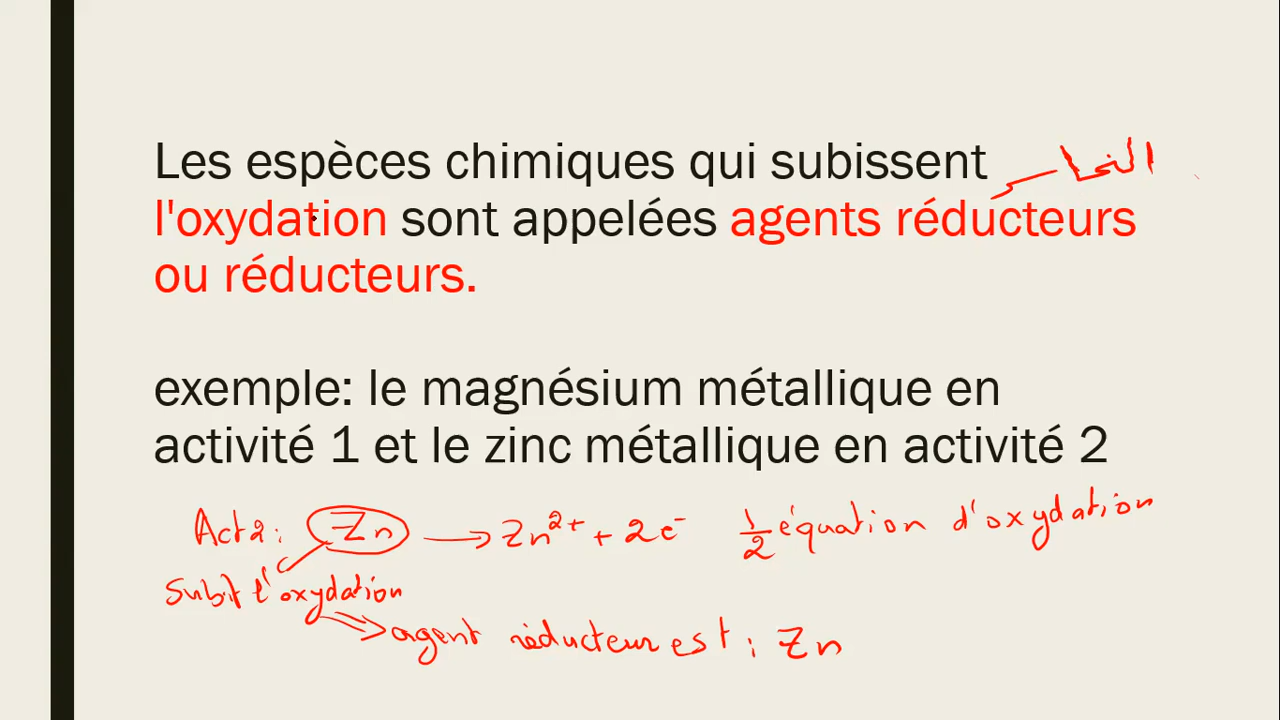 Les espèces chimiques qui subissent
l'oxydation sont appelées agents réducteurs
ou réducteurs.
exemple: le magnésium métallique en
activité 1 et le zinc métallique en activité 2
Act2: Zn → Zn²⁺ + 2e⁻ 1/2 équation d'oxydation
Subit l'oxydation
⇒ agent réducteur est : Zn